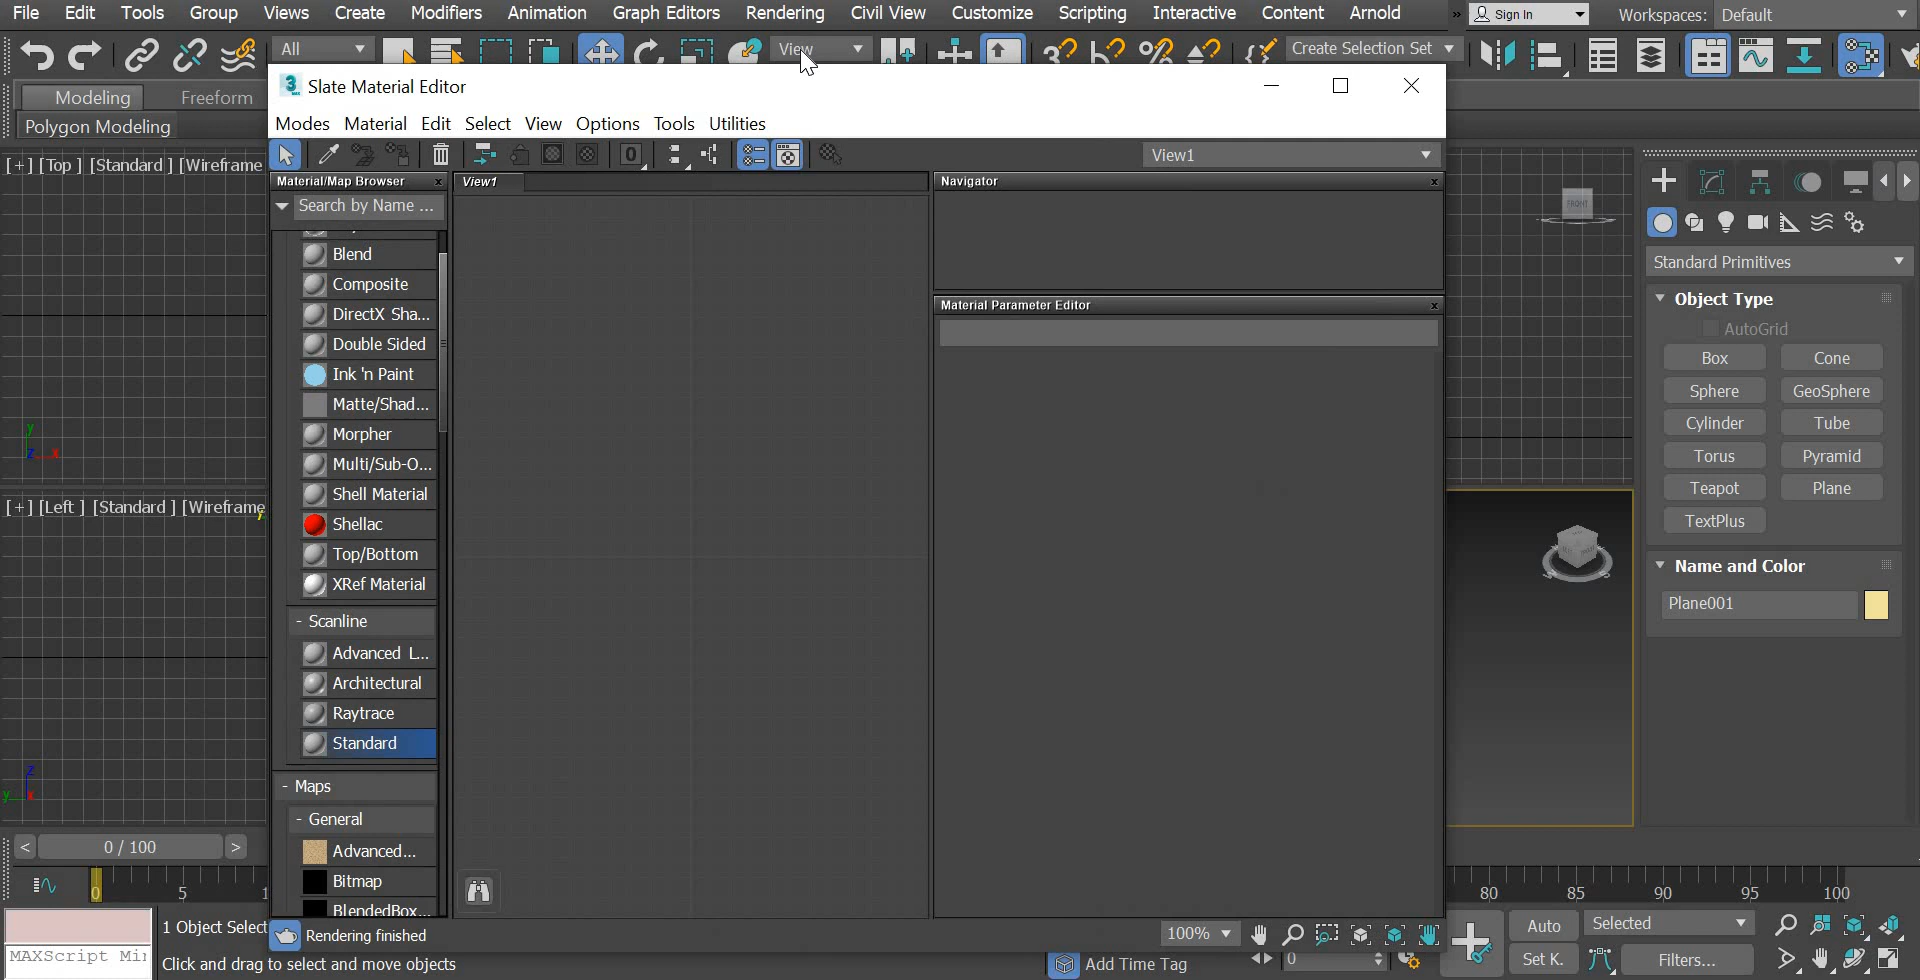 File Edit Tools Group Views Create Modifiers Animation Graph Editors Rendering Civil View Customize Scripting Interactive Content Arnold » Sign In Workspaces: Default
All View Create Selection Set
Slate Material Editor
Modeling Freeform
Modes Material Edit Select View Options Tools Utilities
Polygon Modeling
[+] [Top ] [Standard ] [Wireframe
0 View1
Material/Map Browser x View1 Navigator x
Search by Name ...
FRONT
Blend
Composite
DirectX Sha...
Double Sided
Ink 'n Paint
Matte/Shad...
Morpher
Multi/Sub-O...
Shell Material
Shellac
Top/Bottom
XRef Material
- Scanline
Advanced L...
Architectural
Raytrace
Standard
- Maps
- General
Advanced...
Bitmap
BlendedBox...
Material Parameter Editor x
Standard Primitives
Object Type
AutoGrid
Box Cone
Sphere GeoSphere
Cylinder Tube
Torus Pyramid
Teapot Plane
TextPlus
Name and Color
Plane001
y
z x
[+] [Left ] [Standard ] [Wireframe
z
y x
< 0 / 100 >
0 5 1 80 85 90 95 100
1 Object Select Rendering finished 100% Auto Selected
MAXScript Mi Click and drag to select and move objects Add Time Tag 0 Set K. Filters...